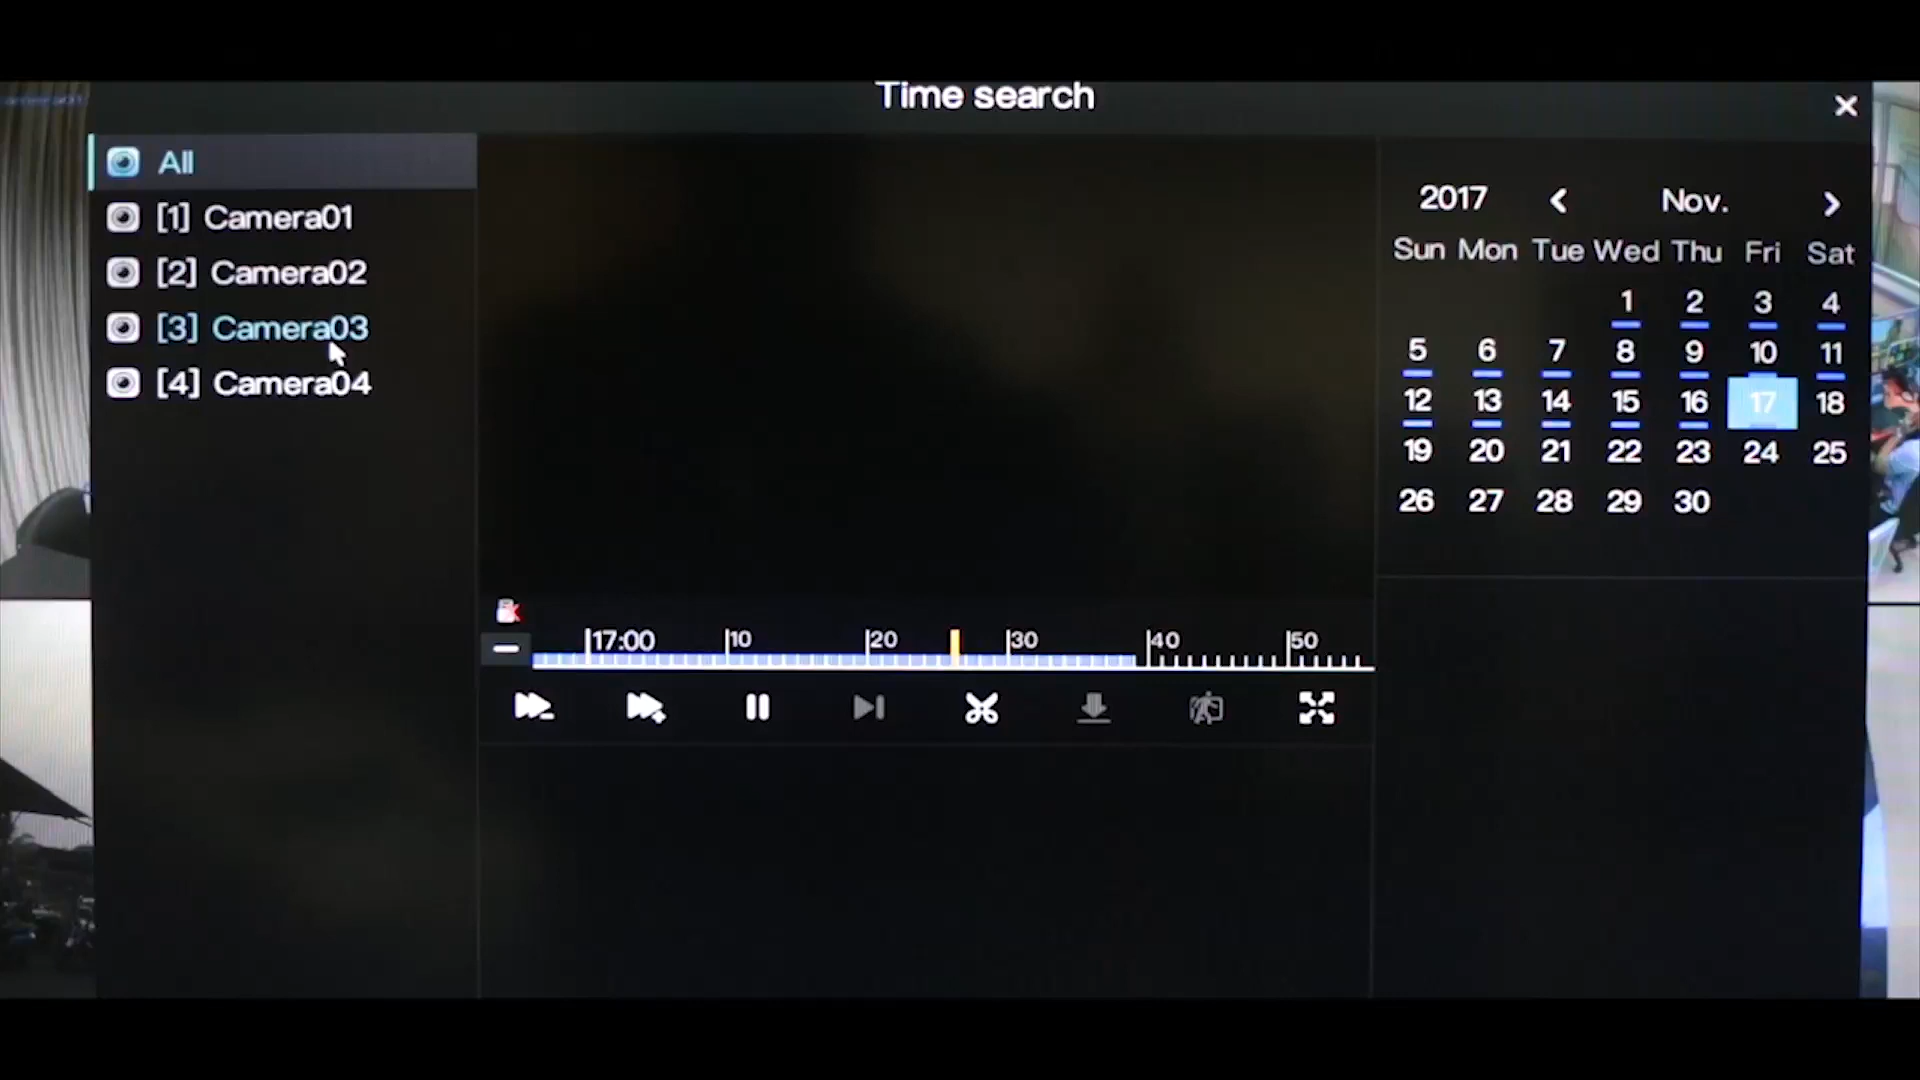 Time search
All
[1] Camera01
[2] Camera02
[3] Camera03
[4] Camera04
2017 Nov.
Sun Mon Tue Wed Thu Fri Sat
1 2 3 4
5 6 7 8 9 10 11
12 13 14 15 16 17 18
19 20 21 22 23 24 25
26 27 28 29 30
17:00 10 20 30 40 50